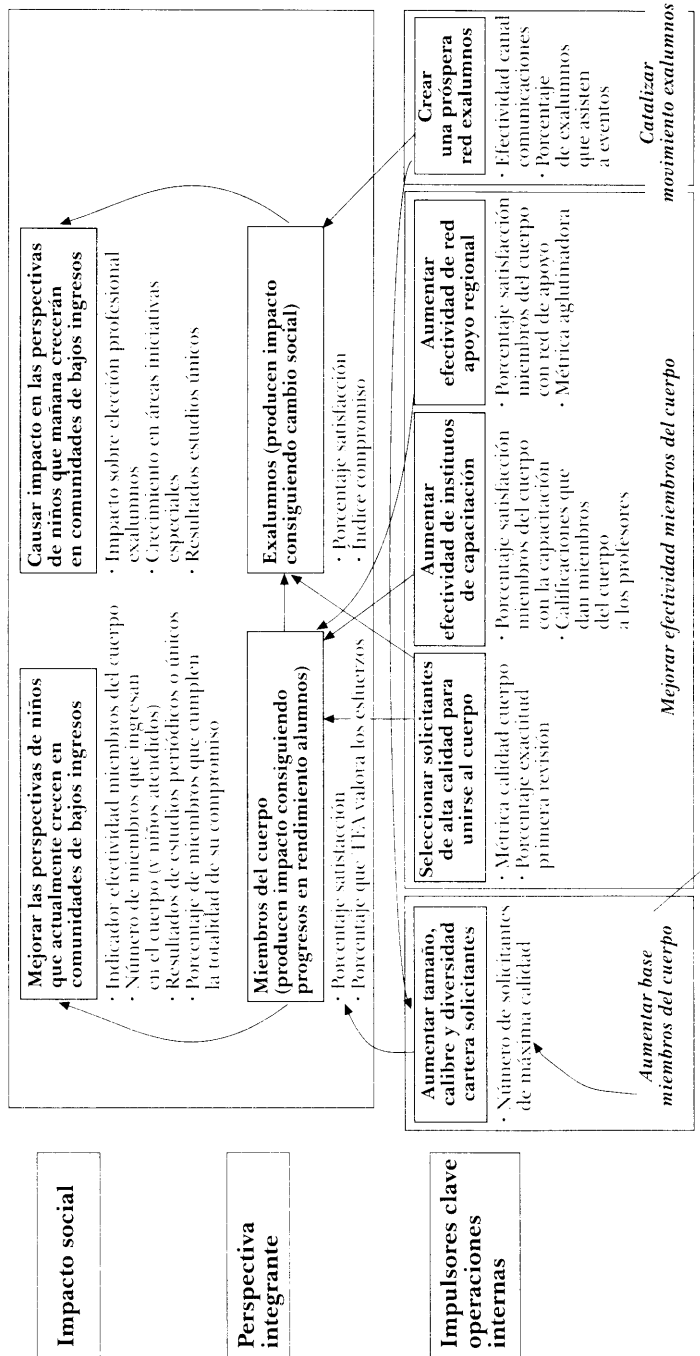 Impacto social
Mejorar las perspectivas de niños
que actualmente crecen en
comunidades de bajos ingresos
· Indicador efectividad miembros del cuerpo
· Número de miembros que ingresan
en el cuerpo (y niños atendidos)
· Resultados de estudios periódicos o únicos
· Porcentaje de miembros que cumplen
la totalidad de su compromiso
Causar impacto en las perspectivas
de niños que mañana crecerán
en comunidades de bajos ingresos
· Impacto sobre elección profesional
exalumnos
· Crecimiento en áreas iniciativas
especiales
· Resultados estudios únicos
Perspectiva
integrante
Miembros del cuerpo
(producen impacto consiguiendo
progresos en rendimiento alumnos)
· Porcentaje satisfacción
· Porcentaje que TFA valora los esfuerzos
Exalumnos (producen impacto
consiguiendo cambio social)
· Porcentaje satisfacción
· Índice compromiso
Impulsores clave
operaciones
internas
Aumentar tamaño,
calibre y diversidad
cartera solicitantes
· Número de solicitantes
de máxima calidad
Aumentar base
miembros del cuerpo
Seleccionar solicitantes
de alta calidad para
unirse al cuerpo
· Métrica calidad cuerpo
· Porcentaje exactitud
primera revisión
Aumentar
efectividad de institutos
de capacitación
· Porcentaje satisfacción
miembros del cuerpo
con la capacitación
· Calificaciones que
dan miembros
del cuerpo
a los profesores
Aumentar
efectividad de red
apoyo regional
· Porcentaje satisfacción
miembros del cuerpo
con red de apoyo
· Métrica aglutinadora
Mejorar efectividad miembros del cuerpo
Crear
una próspera
red exalumnos
· Efectividad canal
comunicaciones
· Porcentaje
de exalumnos
que asisten
a eventos
Catalizar
movimiento exalumnos